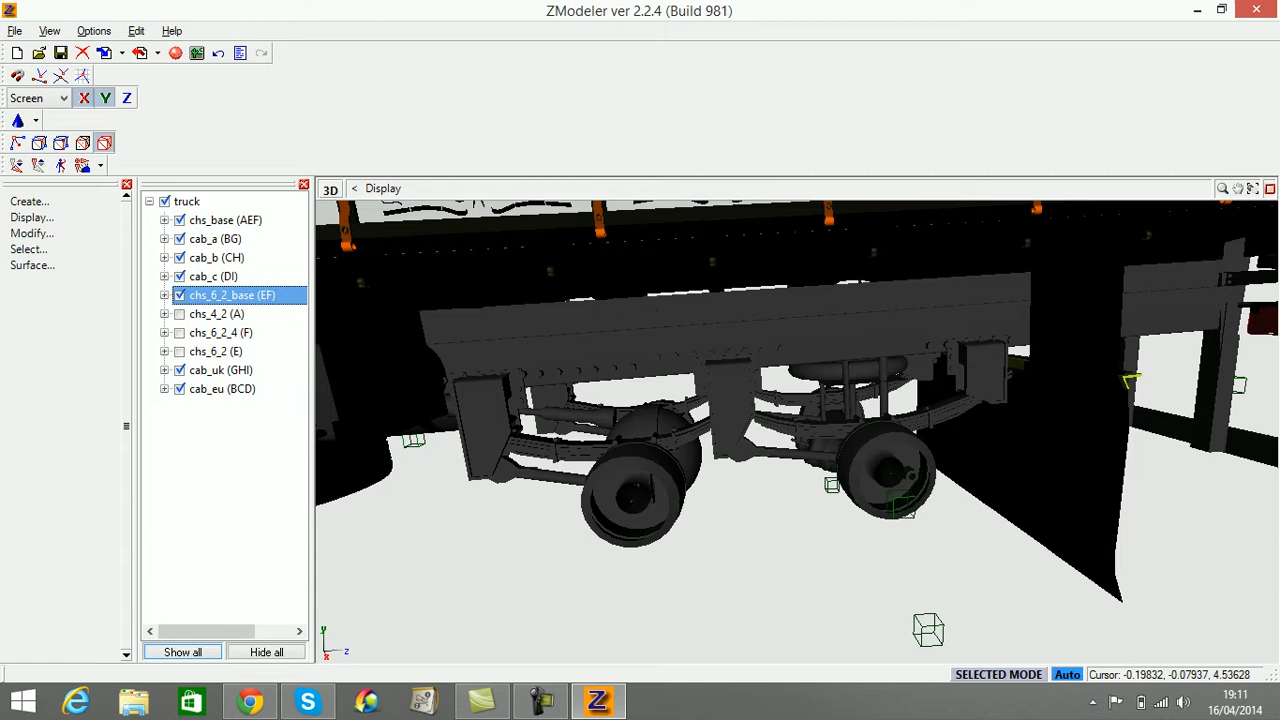 ZModeler ver 2.2.4 (Build 981)
File View Options Edit Help
Screen X Y Z
3D < Display
Create...
Display...
Modify...
Select...
Surface...
truck
chs_base (AEF)
cab_a (BG)
cab_b (CH)
cab_c (DI)
chs_6_2_base (EF)
chs_4_2 (A)
chs_6_2_4 (F)
chs_6_2 (E)
cab_uk (GHI)
cab_eu (BCD)
y
x z
Show all Hide all
SELECTED MODE Auto Cursor: -0.19832, -0.07937, 4.53628
19:11
16/04/2014